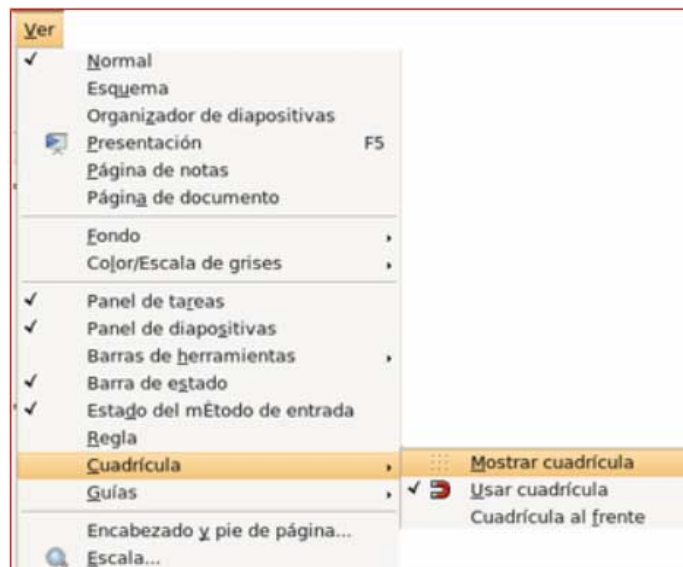 Ver
Normal
Esquema
Organizador de diapositivas
Presentación F5
Página de notas
Página de documento
Fondo
Color/Escala de grises
Panel de tareas
Panel de diapositivas
Barras de herramientas
Barra de estado
Estado del mÉtodo de entrada
Regla
Cuadrícula
Mostrar cuadrícula
Guías
Usar cuadrícula
Cuadrícula al frente
Encabezado y pie de página...
Escala...